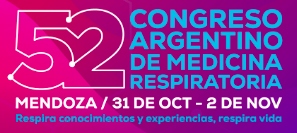 52 CONGRESO
ARGENTINO
DE MEDICINA
RESPIRATORIA
MENDOZA / 31 DE OCT - 2 DE NOV
Respira conocimientos y experiencias, respira vida